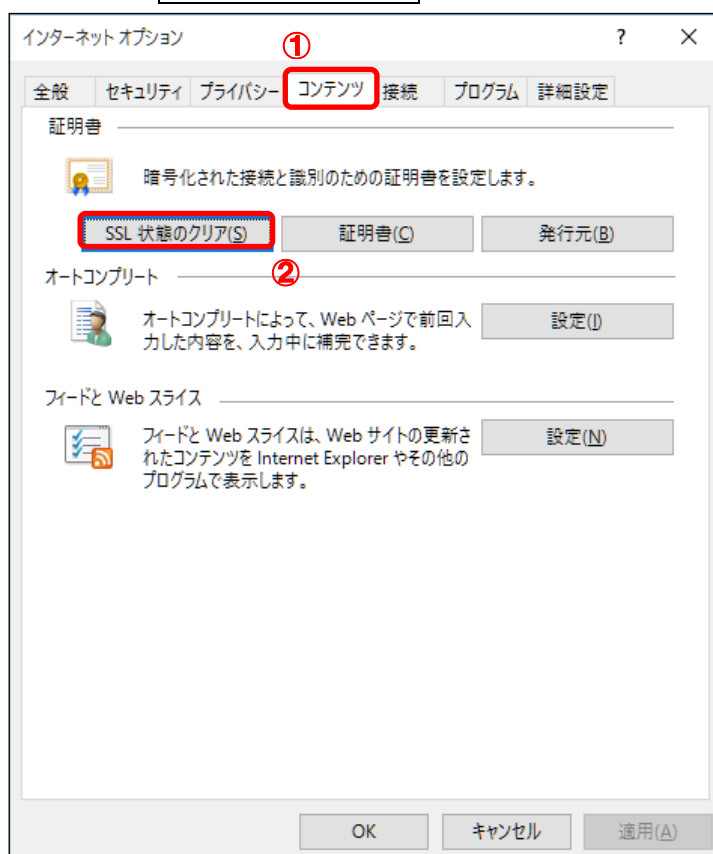 インターネット オプション
①
?
×
全般 セキュリティ プライバシー コンテンツ 接続 プログラム 詳細設定
証明書
暗号化された接続と識別のための証明書を設定します。
SSL 状態のクリア(S) 証明書(C) 発行元(B)
②
オートコンプリート
オートコンプリートによって、Web ページで前回入
力した内容を、入力中に補完できます。
設定(I)
フィードと Web スライス
フィードと Web スライスは、Web サイトの更新さ
れたコンテンツを Internet Explorer やその他の
プログラムで表示します。
設定(N)
OK キャンセル 適用(A)